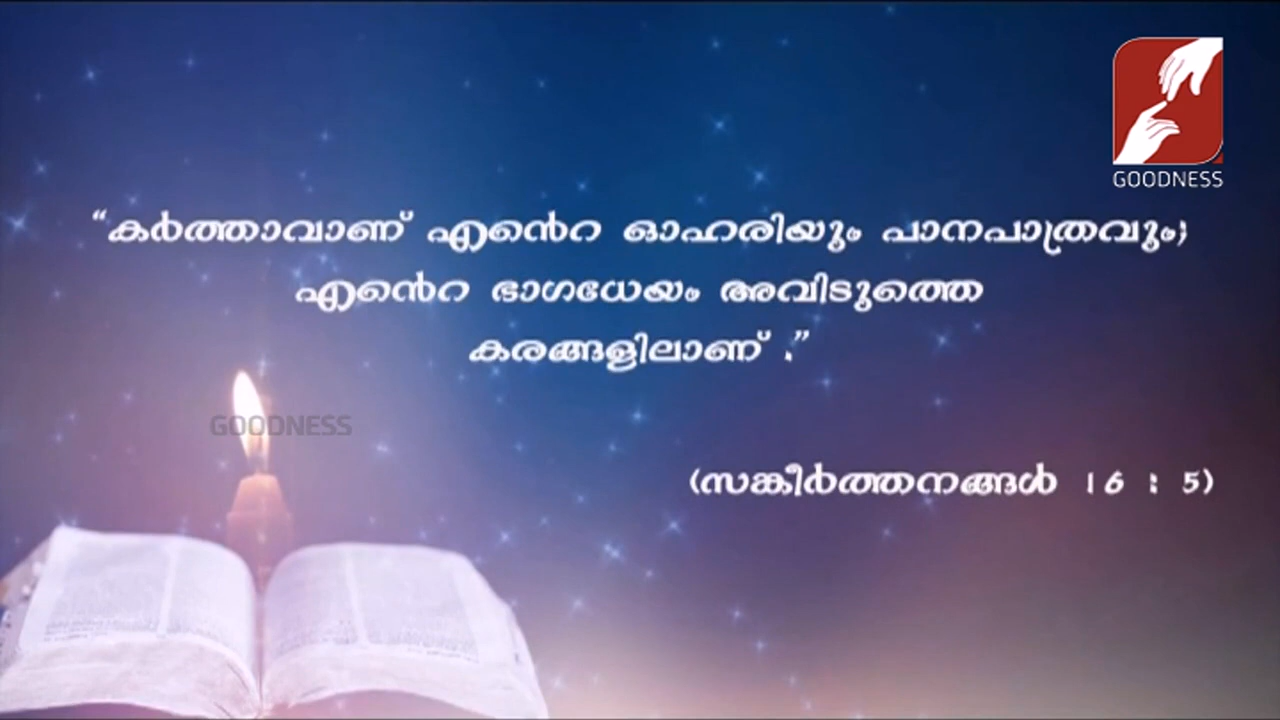 GOODNESS
“കർത്താവാണ് എൻെറ ഓഹരിയും പാനപാത്രവും;
എൻെറ ഭാഗധേയം അവിടുത്തെ
കരങ്ങളിലാണ് .”
GOODNESS
(സങ്കീർത്തനങ്ങൾ 16 : 5)